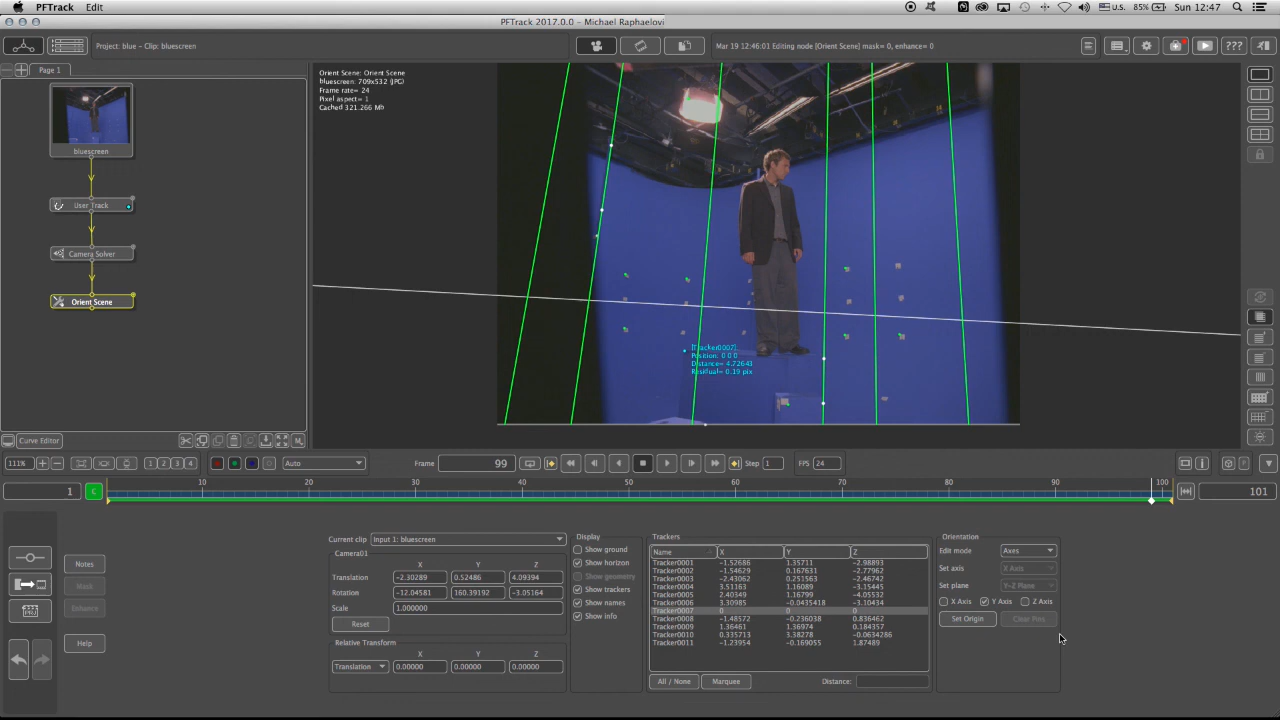 PFTrack Edit U.S. 85% Sun 12:47
PFTrack 2017.0.0 – Michael Raphaelovi
Project: blue – Clip: bluescreen
Mar 19 12:46:01 Editing node [Orient Scene] mask= 0, enhance= 0
???
Page 1
Orient Scene: Orient Scene
bluescreen: 709x532 (JPG)
Frame rate= 24
Pixel aspect= 1
Cached 321.266 Mb
bluescreen
User Track
Camera Solver
Orient Scene
[Tracker0007]
Position: 0 0 0
Distance= 4.72643
Residual= 0.19 pix
Curve Editor
111% 1 2 3 4 Auto Frame 99 Step 1 FPS 24
1 C 10 20 30 40 50 60 70 80 90 100 101
Notes
Mask
Enhance
Help
Current clip Input 1: bluescreen
Camera01
X Y Z
Translation -2.30289 0.52486 4.09394
Rotation -12.04581 160.39192 -3.05164
Scale 1.000000
Reset
Relative Transform
X Y Z
Translation 0.00000 0.00000 0.00000
Display
Show ground
Show horizon
Show geometry
Show trackers
Show names
Show info
Trackers
Name X Y Z
Tracker0001 -1.52686 1.35711 -2.98893
Tracker0002 -1.54629 0.167631 -2.77962
Tracker0003 -2.43062 0.251563 -2.46742
Tracker0004 3.51163 1.16089 -3.15445
Tracker0005 2.40349 1.16799 -4.05532
Tracker0006 3.30985 -0.0435418 -3.10434
Tracker0007 0 0 0
Tracker0008 -1.48572 -0.236038 0.836462
Tracker0009 1.36461 1.36974 0.184357
Tracker0010 0.335713 3.38278 -0.0634286
Tracker0011 -1.23954 -0.169055 1.87489
All / None Marquee Distance:
Orientation
Edit mode Axes
Set axis X Axis
Set plane Y-Z Plane
X Axis Y Axis Z Axis
Set Origin Clear Pins